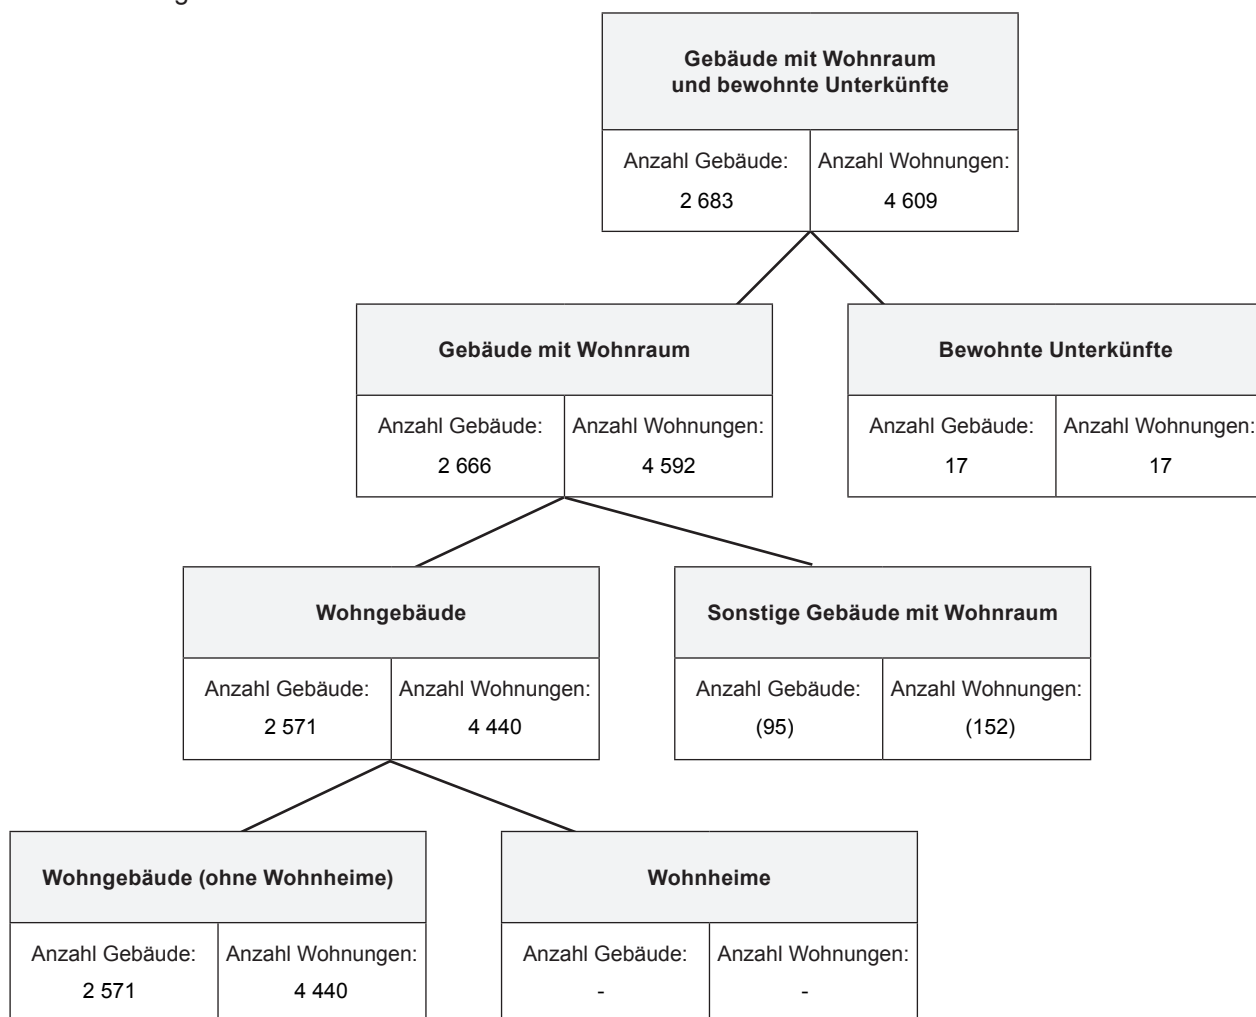 Gebäude mit Wohnraum
und bewohnte Unterkünfte
Anzahl Gebäude: Anzahl Wohnungen:
2 683 4 609
Gebäude mit Wohnraum
Anzahl Gebäude: Anzahl Wohnungen:
2 666 4 592
Bewohnte Unterkünfte
Anzahl Gebäude: Anzahl Wohnungen:
17 17
Wohngebäude
Anzahl Gebäude: Anzahl Wohnungen:
2 571 4 440
Sonstige Gebäude mit Wohnraum
Anzahl Gebäude: Anzahl Wohnungen:
(95) (152)
Wohngebäude (ohne Wohnheime)
Anzahl Gebäude: Anzahl Wohnungen:
2 571 4 440
Wohnheime
Anzahl Gebäude: Anzahl Wohnungen:
- -